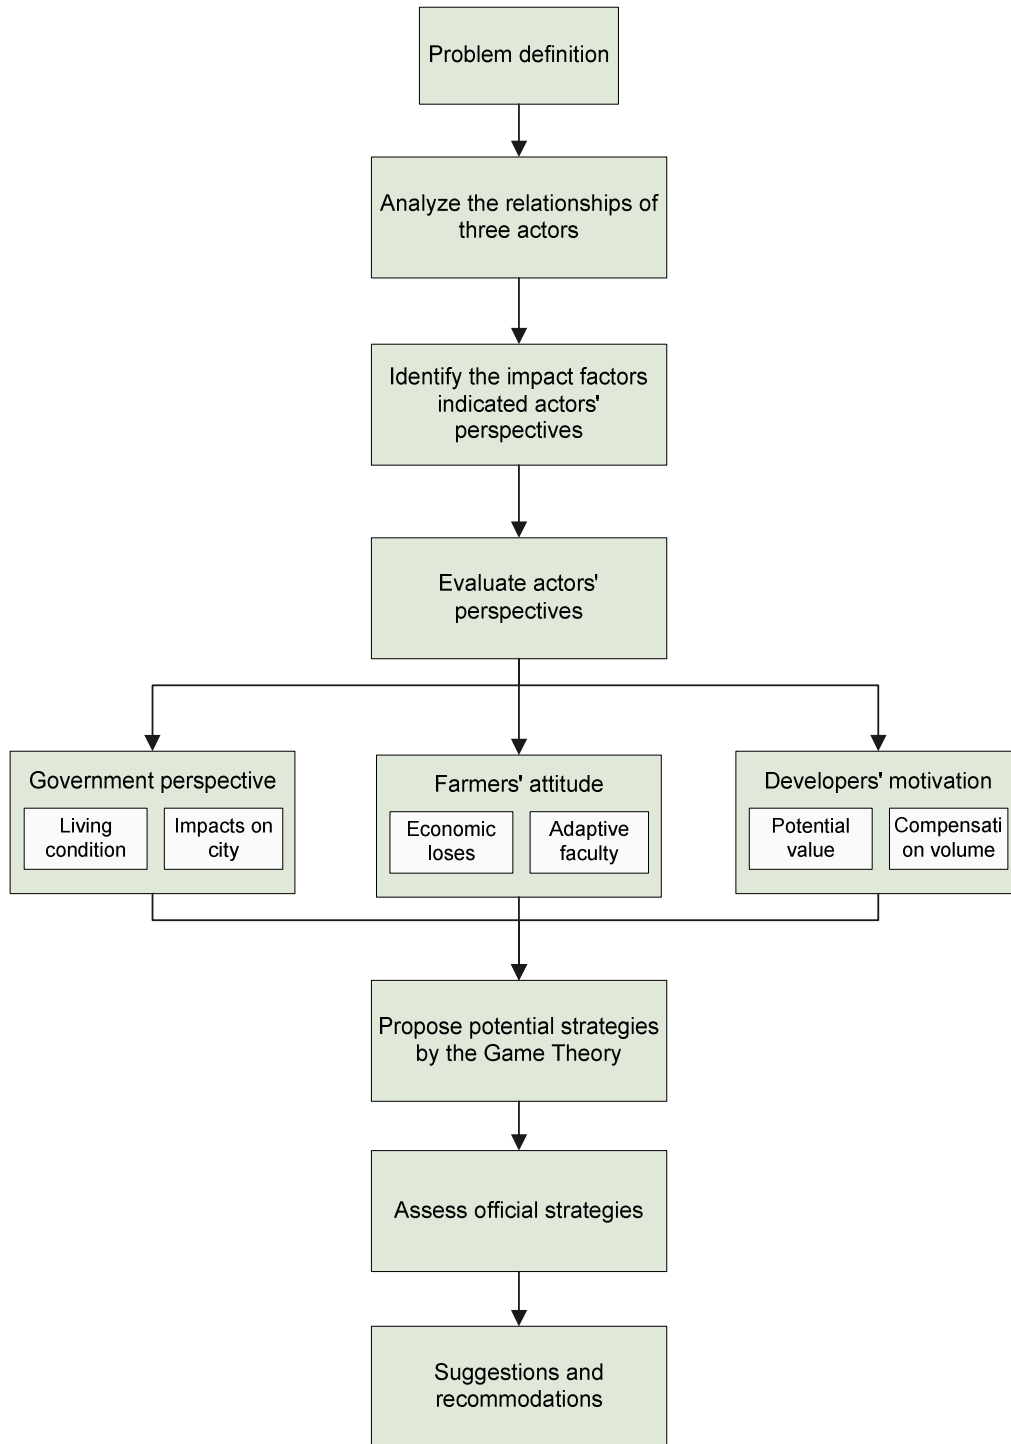 Problem definition
Analyze the relationships of
three actors
Identify the impact factors
indicated actors'
perspectives
Evaluate actors'
perspectives
Government perspective
Living
condition
Impacts on
city
Farmers' attitude
Economic
loses
Adaptive
faculty
Developers' motivation
Potential
value
Compensati
on volume
Propose potential strategies
by the Game Theory
Assess official strategies
Suggestions and
recommodations